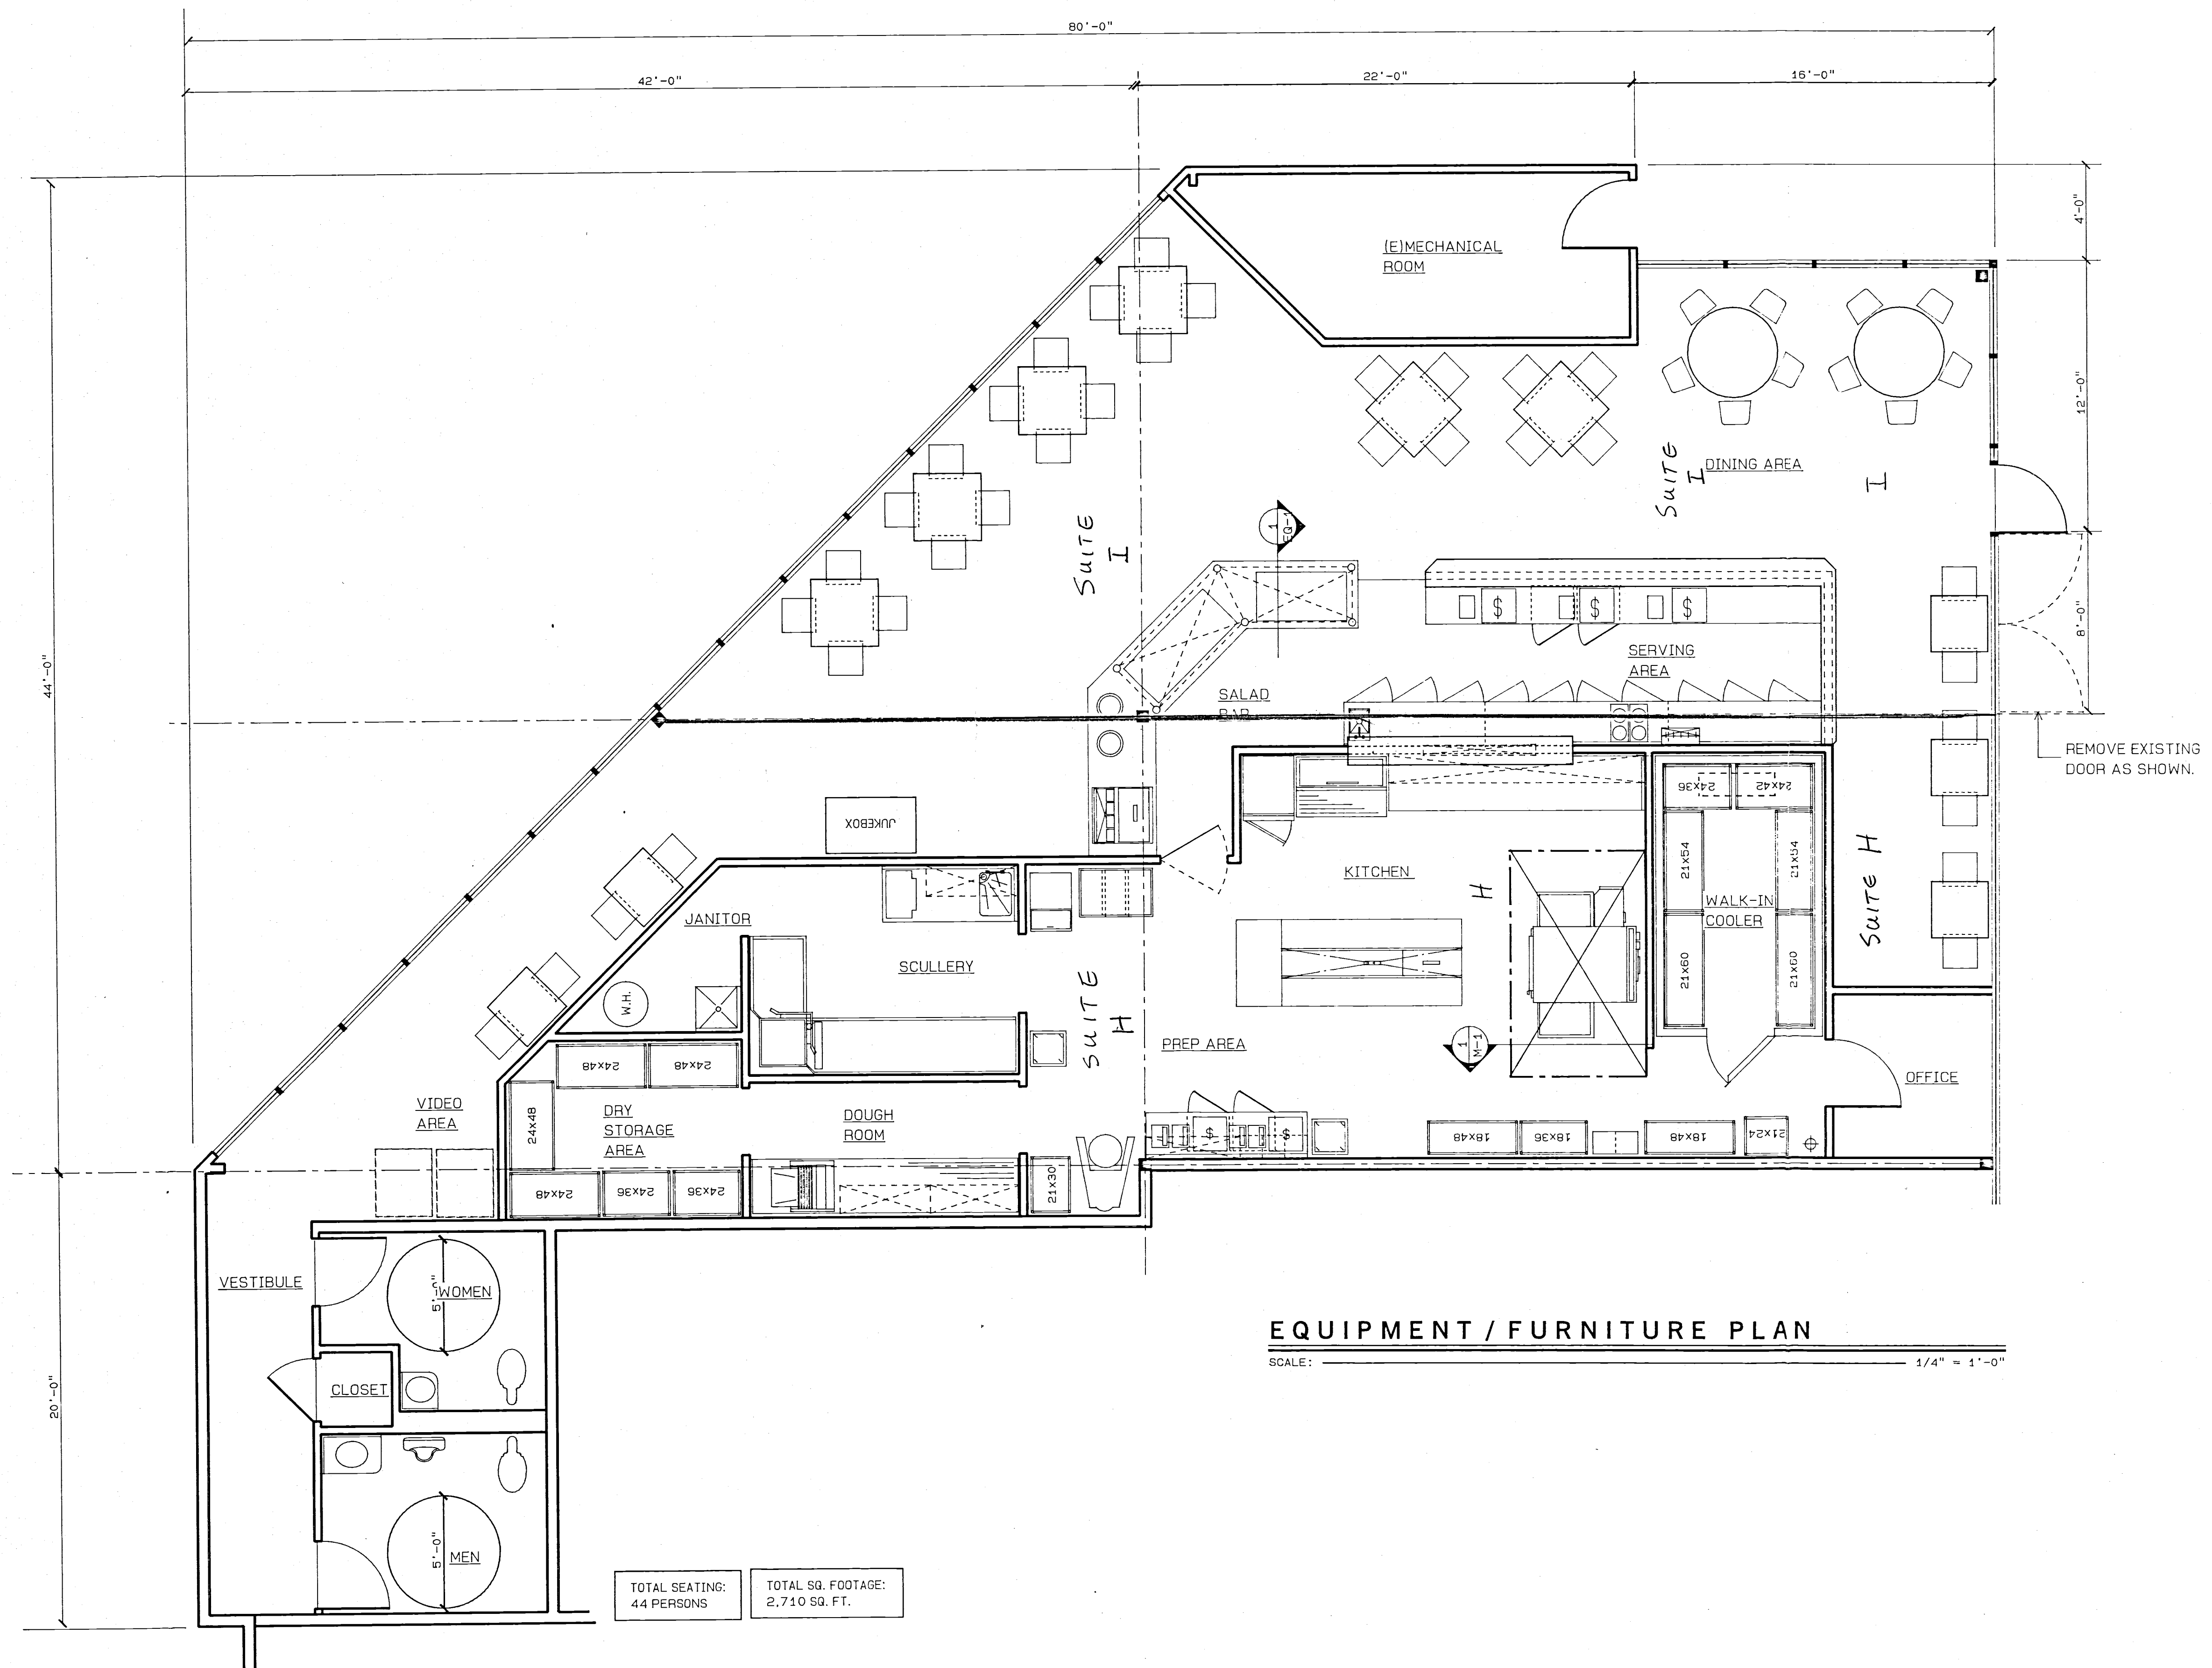 80'-0"
42'-0"
22'-0"
16'-0"
4'-0"
(E)MECHANICAL
ROOM
12'-0"
44'-0"
SUITE
I
DINING AREA
I
SUITE
I
1
EQ-1
$
$
$
8'-0"
SERVING
AREA
SALAD
BAR
REMOVE EXISTING
DOOR AS SHOWN.
JUKEBOX
24x36
24x42
KITCHEN
H
21x54
21x54
WALK-IN
COOLER
SUITE H
JANITOR
SCULLERY
21x60
21x60
W.H.
SUITE
H
PREP AREA
1
M-1
24x48
24x48
OFFICE
VIDEO
AREA
24x48
DRY
STORAGE
AREA
DOUGH
ROOM
$
$
18x48
18x36
18x48
21x24
24x48
24x36
24x36
21x30
VESTIBULE
5'-0"
WOMEN
EQUIPMENT/FURNITURE PLAN
SCALE:
1/4" = 1'-0"
CLOSET
20'-0"
5'-0"
MEN
TOTAL SEATING:
44 PERSONS
TOTAL SQ. FOOTAGE:
2,710 SQ. FT.